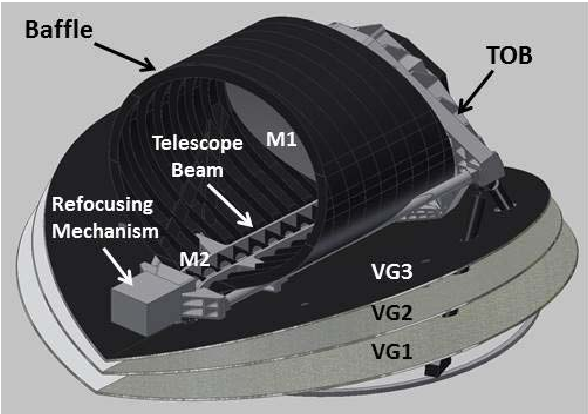 Baffle
TOB
M1
Telescope
Beam
Refocusing
Mechanism
M2
VG3
VG2
VG1